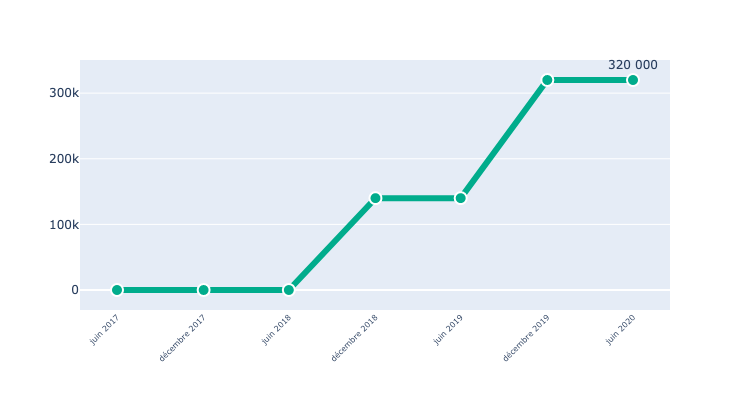 320 000
300k
200k
100k
0
juin 2017
décembre 2017
juin 2018
décembre 2018
juin 2019
décembre 2019
juin 2020